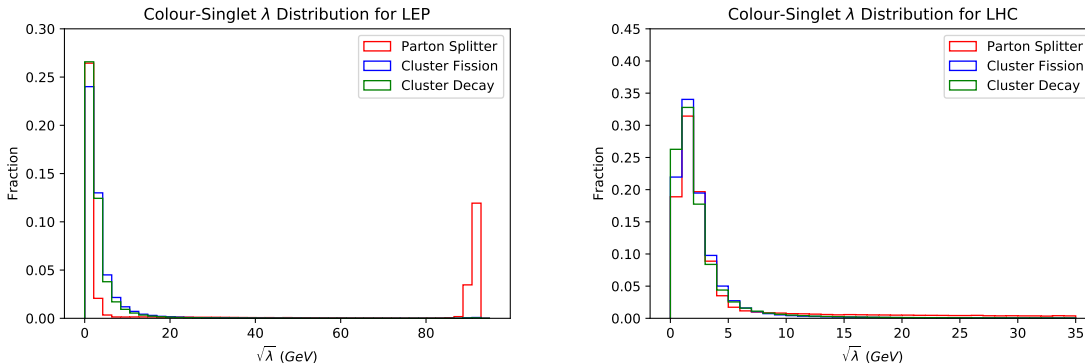 Colour-Singlet λ Distribution for LEP
0.30
0.25
0.20
0.15
0.10
0.05
0.00
Fraction
0
20
40
60
80
√λ (GeV)
Parton Splitter
Cluster Fission
Cluster Decay
Colour-Singlet λ Distribution for LHC
0.45
0.40
0.35
0.30
0.25
0.20
0.15
0.10
0.05
0.00
Fraction
0
5
10
15
20
25
30
35
√λ (GeV)
Parton Splitter
Cluster Fission
Cluster Decay